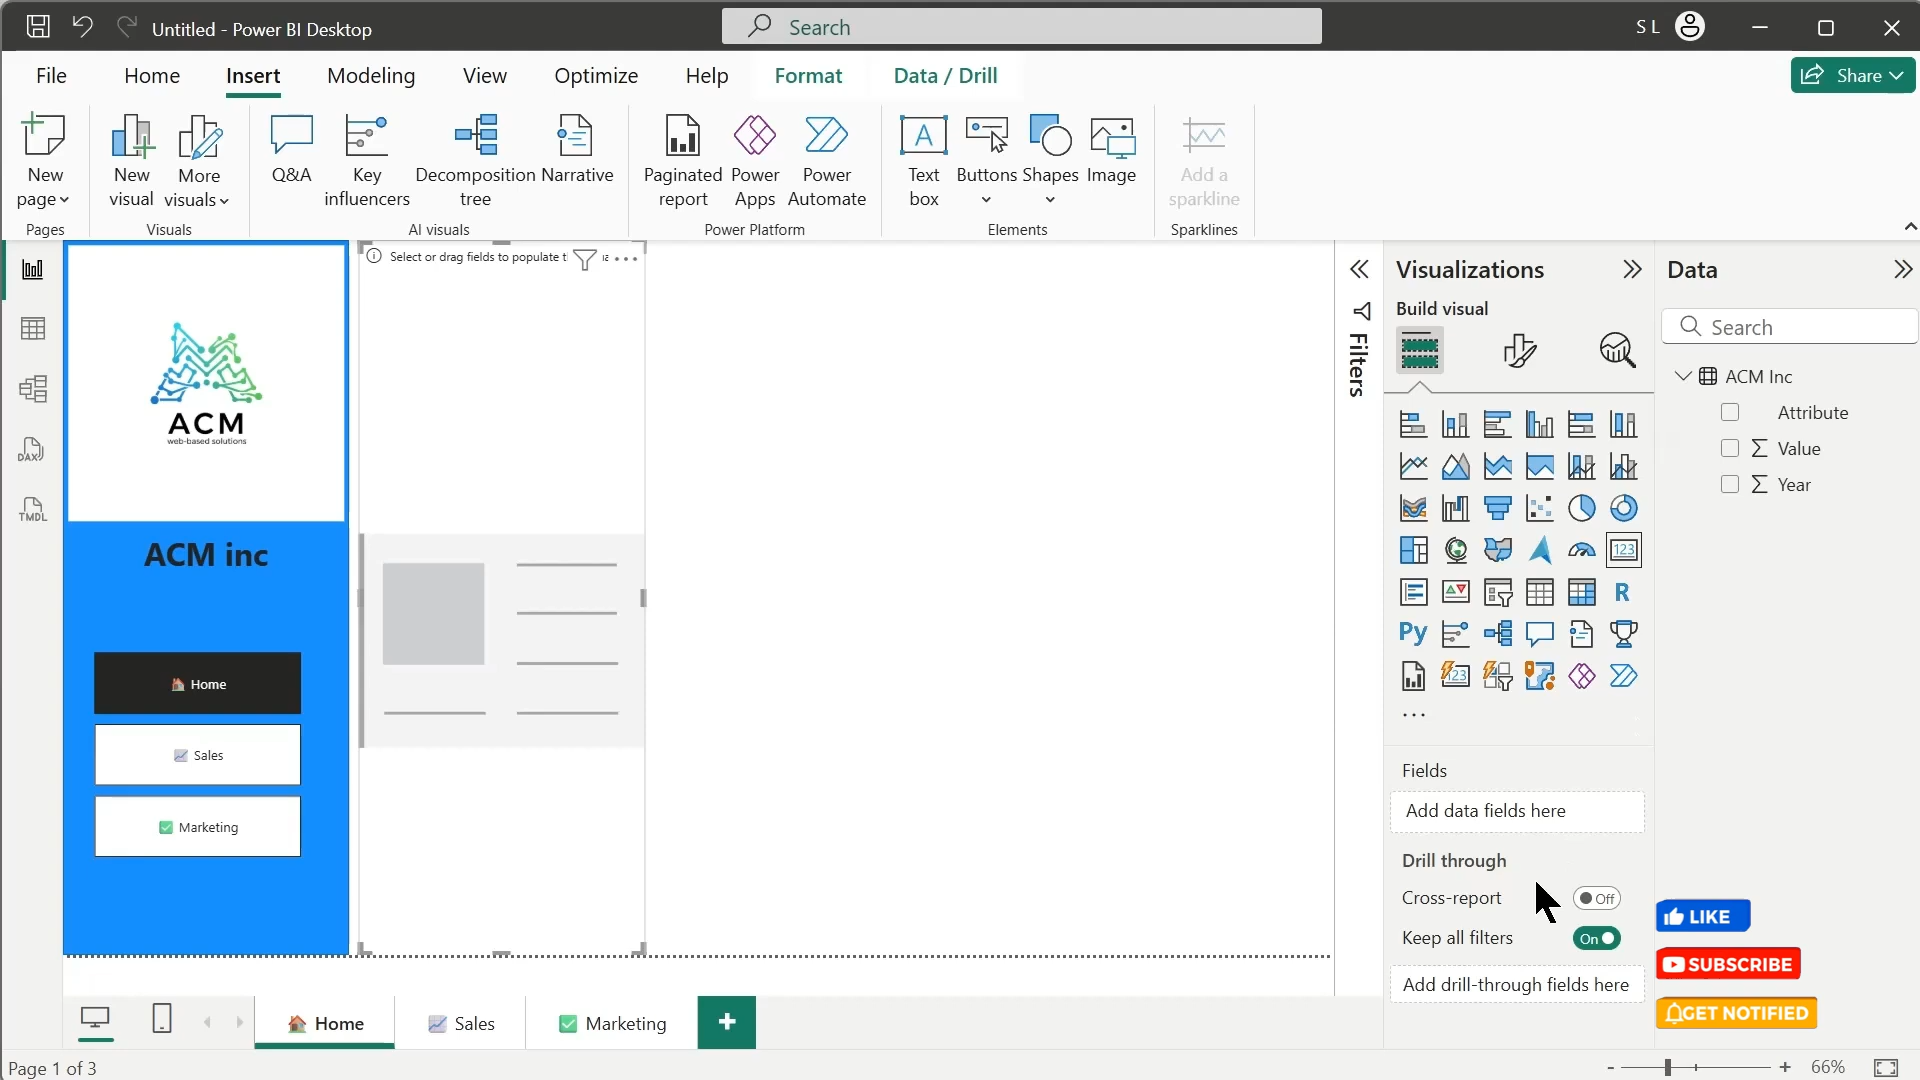 Untitled - Power BI Desktop
Search
S L
File
Home
Insert
Modeling
View
Optimize
Help
Format
Data / Drill
Share
New page
New visual
More visuals
Q&A
Key influencers
Decomposition tree
Narrative
Paginated report
Power Apps
Power Automate
Text box
Buttons
Shapes
Image
Add a sparkline
Pages
Visuals
AI visuals
Power Platform
Elements
Sparklines
DAX
TMDL
ACM
web-based solutions
ACM inc
Home
Sales
Marketing
Select or drag fields to populate
Filters
Visualizations
Build visual
123
R
Py
123
Fields
Add data fields here
Drill through
Cross-report
Off
Keep all filters
On
Add drill-through fields here
Data
Search
ACM Inc
Attribute
Value
Year
LIKE
SUBSCRIBE
GET NOTIFIED
Home
Sales
Marketing
Page 1 of 3
66%